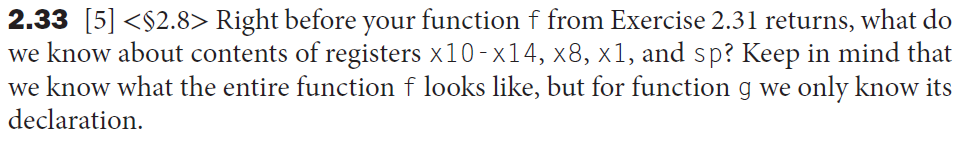 2.33 [5] <§2.8> Right before your function f from Exercise 2.31 returns, what do
we know about contents of registers x10-x14, x8, x1, and sp? Keep in mind that
we know what the entire function f looks like, but for function g we only know its
declaration.